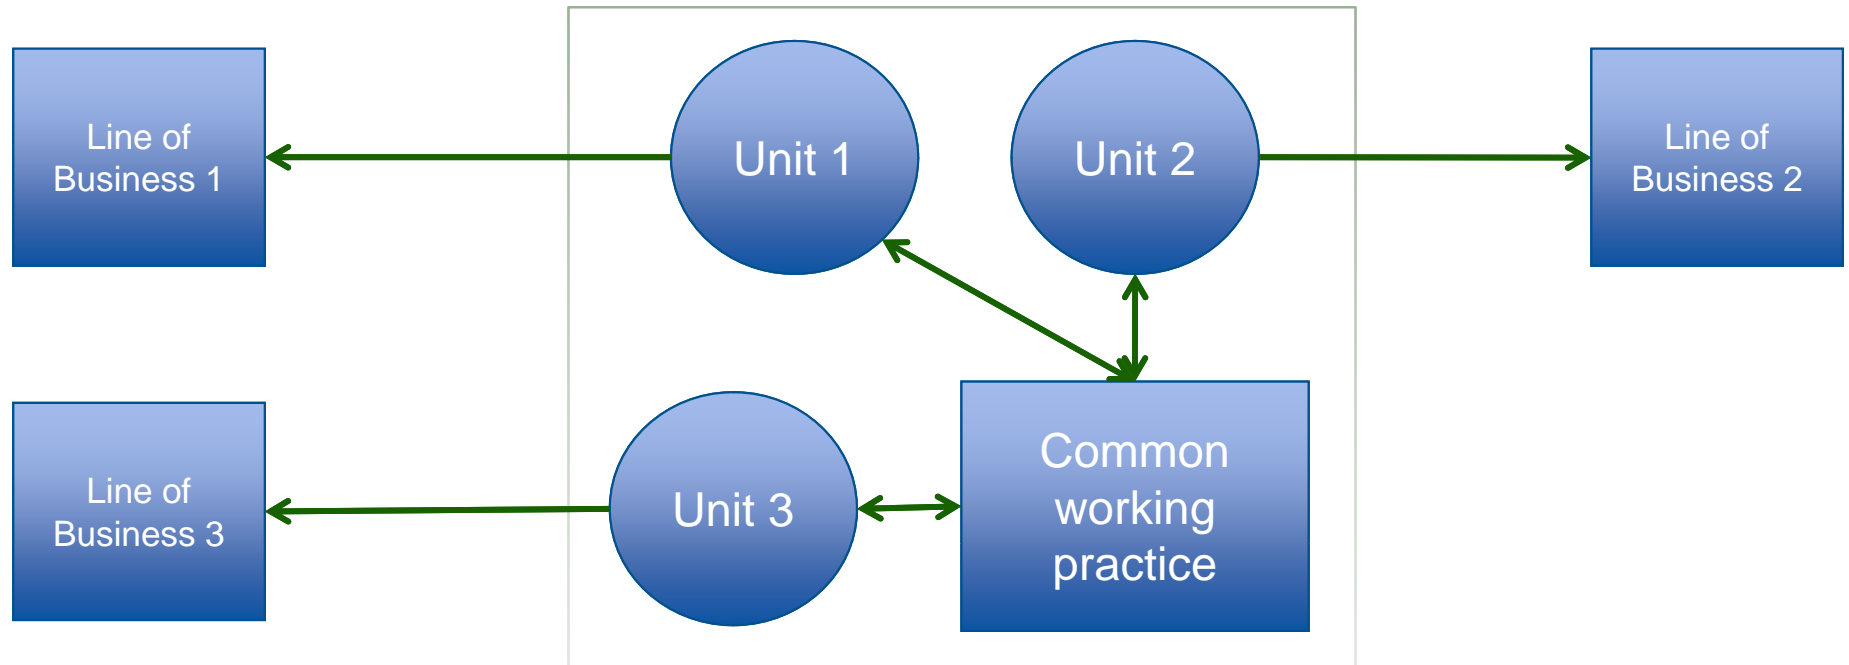 Line of
Business 1
Unit 1
Unit 2
Line of
Business 2
Line of
Business 3
Unit 3
Common
working
practice